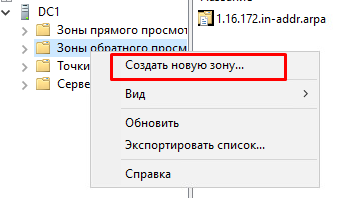 DC1
Зоны прямого просмот
Зоны обратного просм
Точки
Серве
1.16.172.in-addr.arpa
Создать новую зону...
Вид
Обновить
Экспортировать список...
Справка